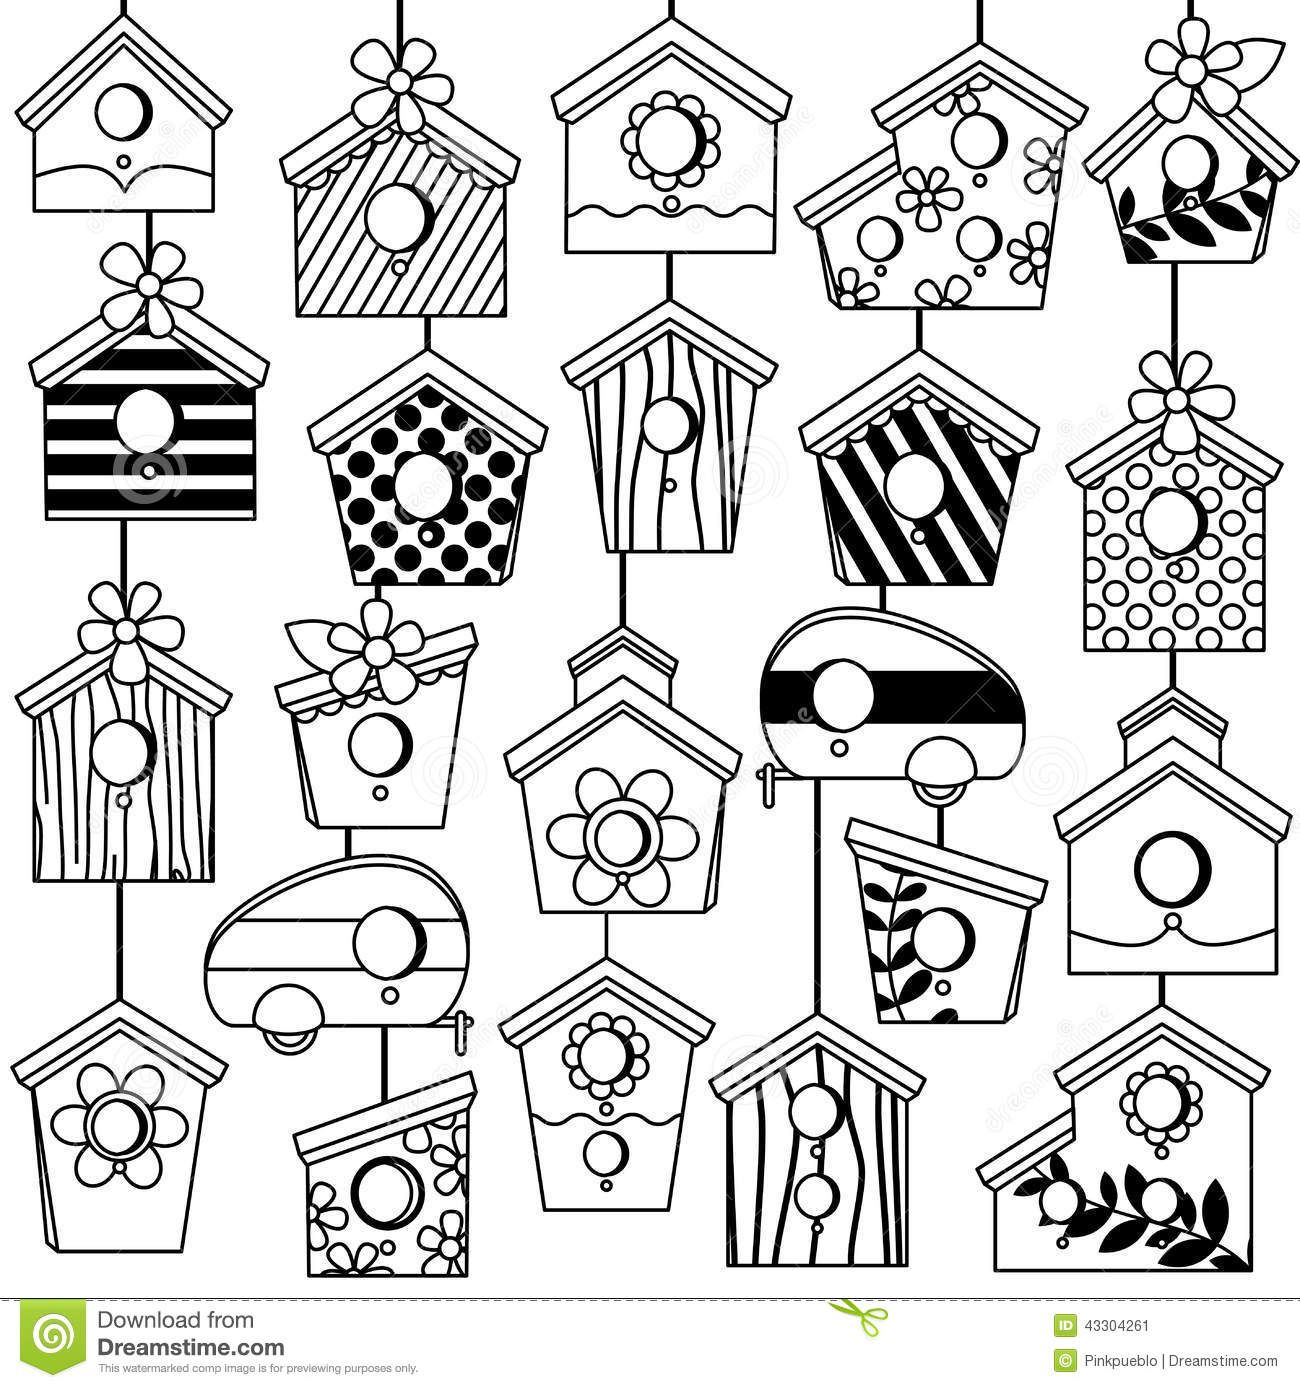 Download from
Dreamstime.com
This watermarked comp image is for previewing purposes only.
ID 43304261
© Pinkpueblo | Dreamstime.com